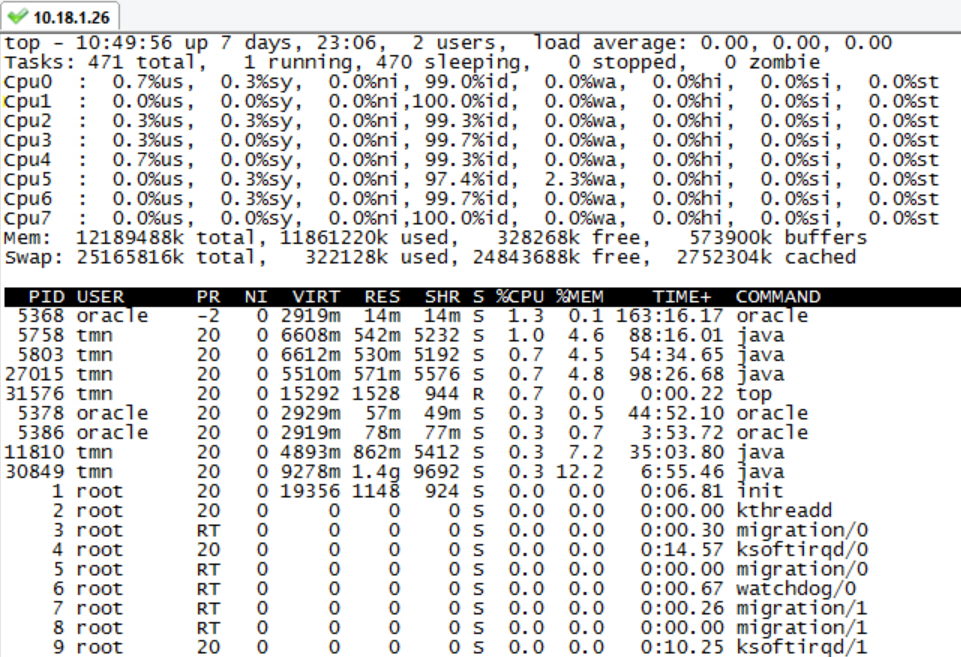 10.18.1.26
top - 10:49:56 up 7 days, 23:06,  2 users,  load average: 0.00, 0.00, 0.00
Tasks: 471 total,   1 running, 470 sleeping,   0 stopped,   0 zombie
Cpu0  :  0.7%us,  0.3%sy,  0.0%ni, 99.0%id,  0.0%wa,  0.0%hi,  0.0%si,  0.0%st
Cpu1  :  0.0%us,  0.0%sy,  0.0%ni,100.0%id,  0.0%wa,  0.0%hi,  0.0%si,  0.0%st
Cpu2  :  0.3%us,  0.3%sy,  0.0%ni, 99.3%id,  0.0%wa,  0.0%hi,  0.0%si,  0.0%st
Cpu3  :  0.3%us,  0.0%sy,  0.0%ni, 99.7%id,  0.0%wa,  0.0%hi,  0.0%si,  0.0%st
Cpu4  :  0.7%us,  0.0%sy,  0.0%ni, 99.3%id,  0.0%wa,  0.0%hi,  0.0%si,  0.0%st
Cpu5  :  0.0%us,  0.3%sy,  0.0%ni, 97.4%id,  2.3%wa,  0.0%hi,  0.0%si,  0.0%st
Cpu6  :  0.0%us,  0.3%sy,  0.0%ni, 99.7%id,  0.0%wa,  0.0%hi,  0.0%si,  0.0%st
Cpu7  :  0.0%us,  0.0%sy,  0.0%ni,100.0%id,  0.0%wa,  0.0%hi,  0.0%si,  0.0%st
Mem:  12189488k total, 11861220k used,   328268k free,   573900k buffers
Swap: 25165816k total,   322128k used, 24843688k free,  2752304k cached
  PID USER      PR  NI  VIRT  RES  SHR S %CPU %MEM    TIME+  COMMAND
 5368 oracle    -2   0 2919m  14m  14m S  1.3  0.1 163:16.17 oracle
 5758 tmn       20   0 6608m 542m 5232 S  1.0  4.6  88:16.01 java
 5803 tmn       20   0 6612m 530m 5192 S  0.7  4.5  54:34.65 java
27015 tmn       20   0 5510m 571m 5576 S  0.7  4.8  98:26.68 java
31576 tmn       20   0 15292 1528  944 R  0.7  0.0   0:00.22 top
 5378 oracle    20   0 2929m  57m  49m S  0.3  0.5  44:52.10 oracle
 5386 oracle    20   0 2919m  78m  77m S  0.3  0.7   3:53.72 oracle
11810 tmn       20   0 4893m 862m 5412 S  0.3  7.2  35:03.80 java
30849 tmn       20   0 9278m 1.4g 9692 S  0.3 12.2   6:55.46 java
    1 root      20   0 19356 1148  924 S  0.0  0.0   0:06.81 init
    2 root      20   0     0    0    0 S  0.0  0.0   0:00.00 kthreadd
    3 root      RT   0     0    0    0 S  0.0  0.0   0:00.30 migration/0
    4 root      20   0     0    0    0 S  0.0  0.0   0:14.57 ksoftirqd/0
    5 root      RT   0     0    0    0 S  0.0  0.0   0:00.00 migration/0
    6 root      RT   0     0    0    0 S  0.0  0.0   0:00.67 watchdog/0
    7 root      RT   0     0    0    0 S  0.0  0.0   0:00.26 migration/1
    8 root      RT   0     0    0    0 S  0.0  0.0   0:00.00 migration/1
    9 root      20   0     0    0    0 S  0.0  0.0   0:10.25 ksoftirqd/1